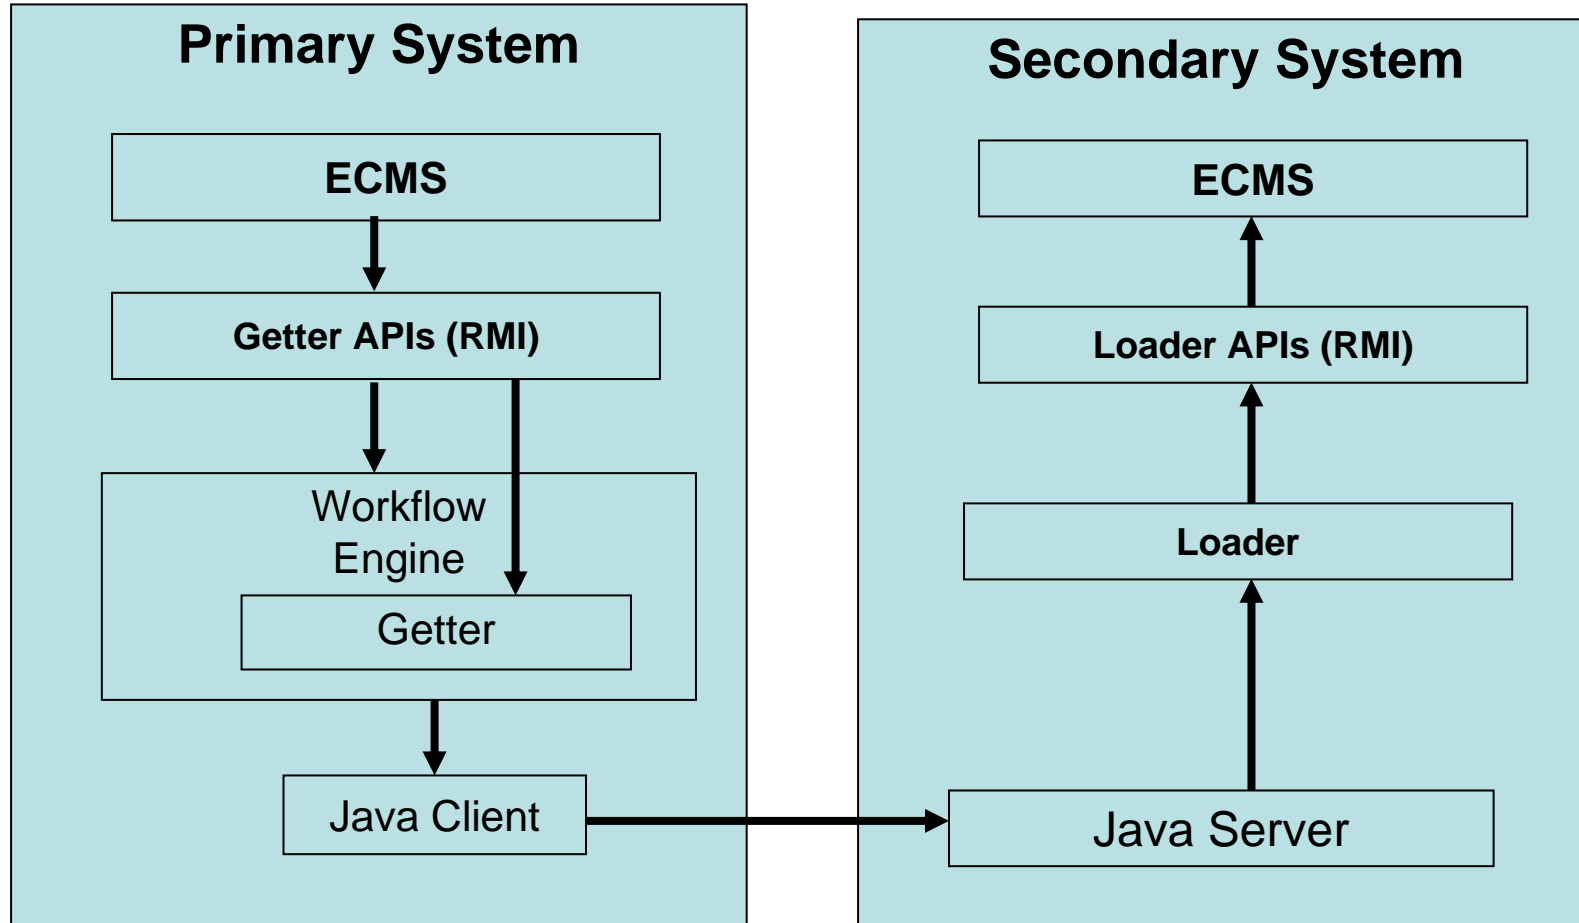 Primary System
ECMS
Getter APIs (RMI)
Workflow
Engine
Getter
Java Client
Secondary System
ECMS
Loader APIs (RMI)
Loader
Java Server